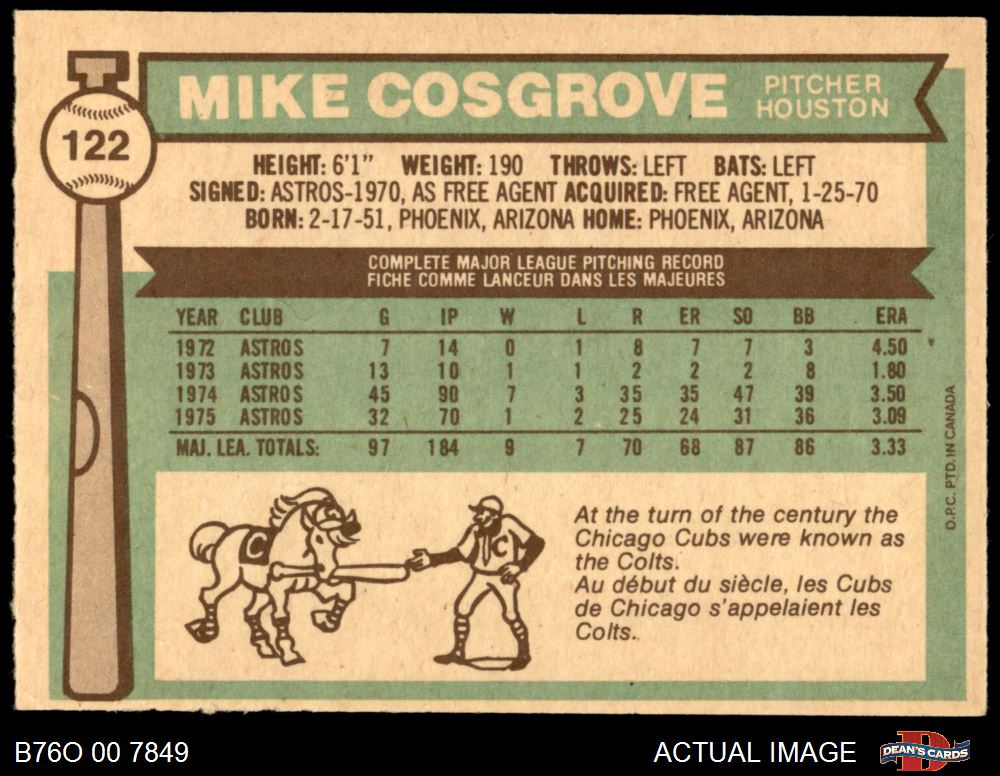 122
MIKE COSGROVE
PITCHER
HOUSTON
HEIGHT: 6'1" WEIGHT: 190 THROWS: LEFT BATS: LEFT
SIGNED: ASTROS-1970, AS FREE AGENT ACQUIRED: FREE AGENT, 1-25-70
BORN: 2-17-51, PHOENIX, ARIZONA HOME: PHOENIX, ARIZONA
COMPLETE MAJOR LEAGUE PITCHING RECORD
FICHE COMME LANCEUR DANS LES MAJEURES
YEAR CLUB G IP W L R ER SO BB ERA
1972 ASTROS 7 14 0 1 8 7 7 3 4.50
1973 ASTROS 13 10 1 1 2 2 2 8 1.80
1974 ASTROS 45 90 7 3 35 35 47 39 3.50
1975 ASTROS 32 70 1 2 25 24 31 36 3.09
MAJ. LEA. TOTALS: 97 184 9 7 70 68 87 86 3.33
C
C
At the turn of the century the
Chicago Cubs were known as
the Colts.
Au début du siècle, les Cubs
de Chicago s'appelaient les
Colts.
O.P.C. PTD. IN CANADA
B76O 00 7849
ACTUAL IMAGE
D
DEAN'S CARDS